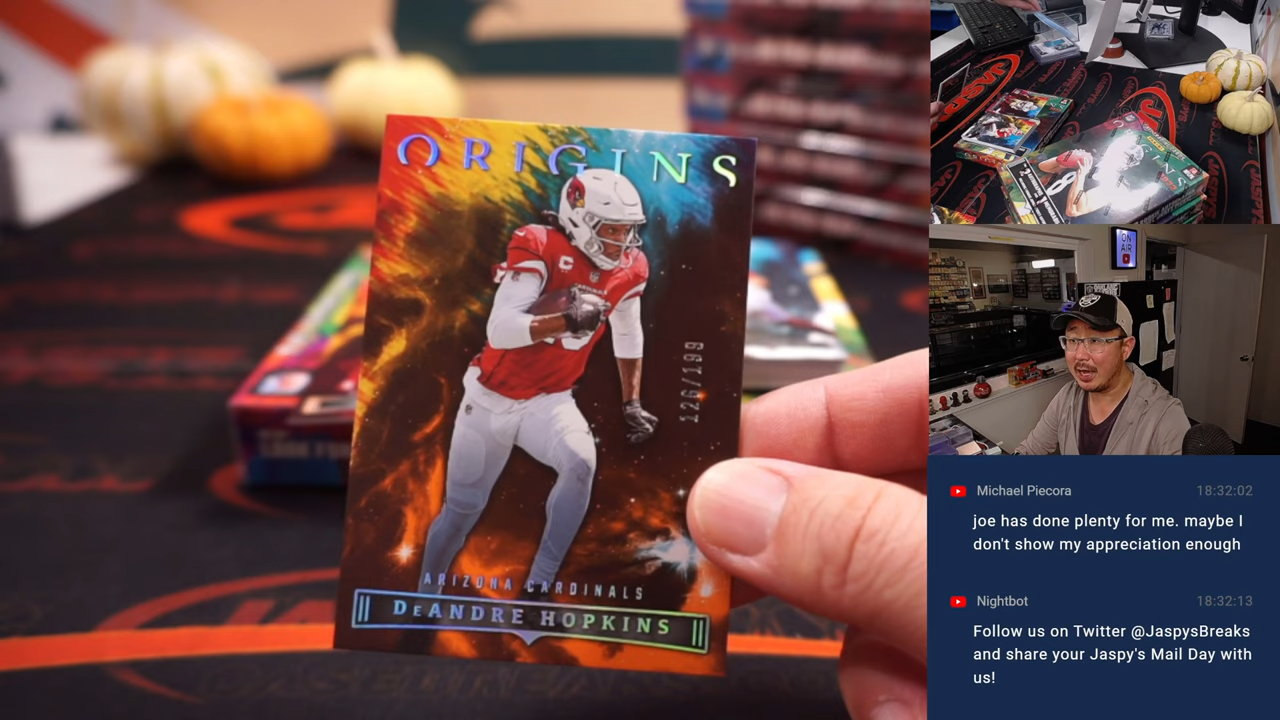 ORIGINS
126/199
ARIZONA CARDINALS
DEANDRE HOPKINS
ON
AIR
Michael Piecora
18:32:02
joe has done plenty for me. maybe I
don't show my appreciation enough
Nightbot
18:32:13
Follow us on Twitter @JaspysBreaks
and share your Jaspy's Mail Day with
us!